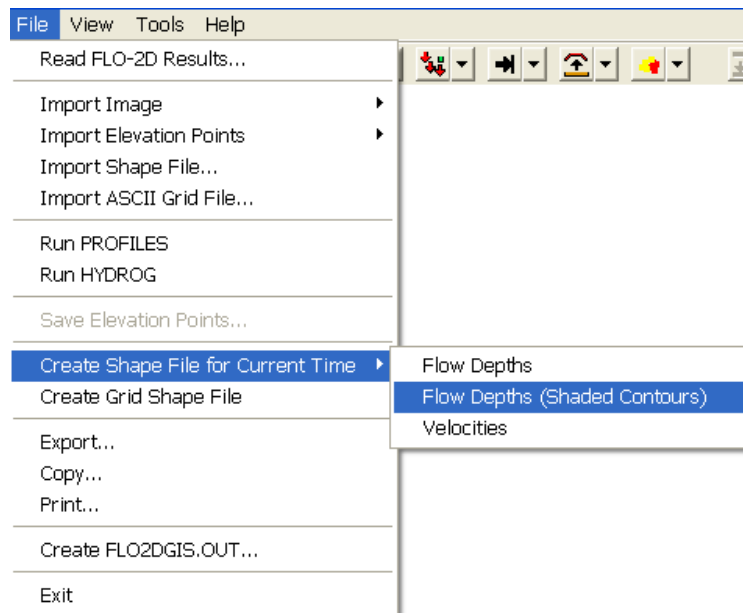 File View Tools Help
Read FLO-2D Results...
Import Image
Import Elevation Points
Import Shape File...
Import ASCII Grid File...
Run PROFILES
Run HYDROG
Save Elevation Points...
Create Shape File for Current Time
Create Grid Shape File
Export...
Copy...
Print...
Create FLO2DGIS.OUT...
Exit
Flow Depths
Flow Depths (Shaded Contours)
Velocities